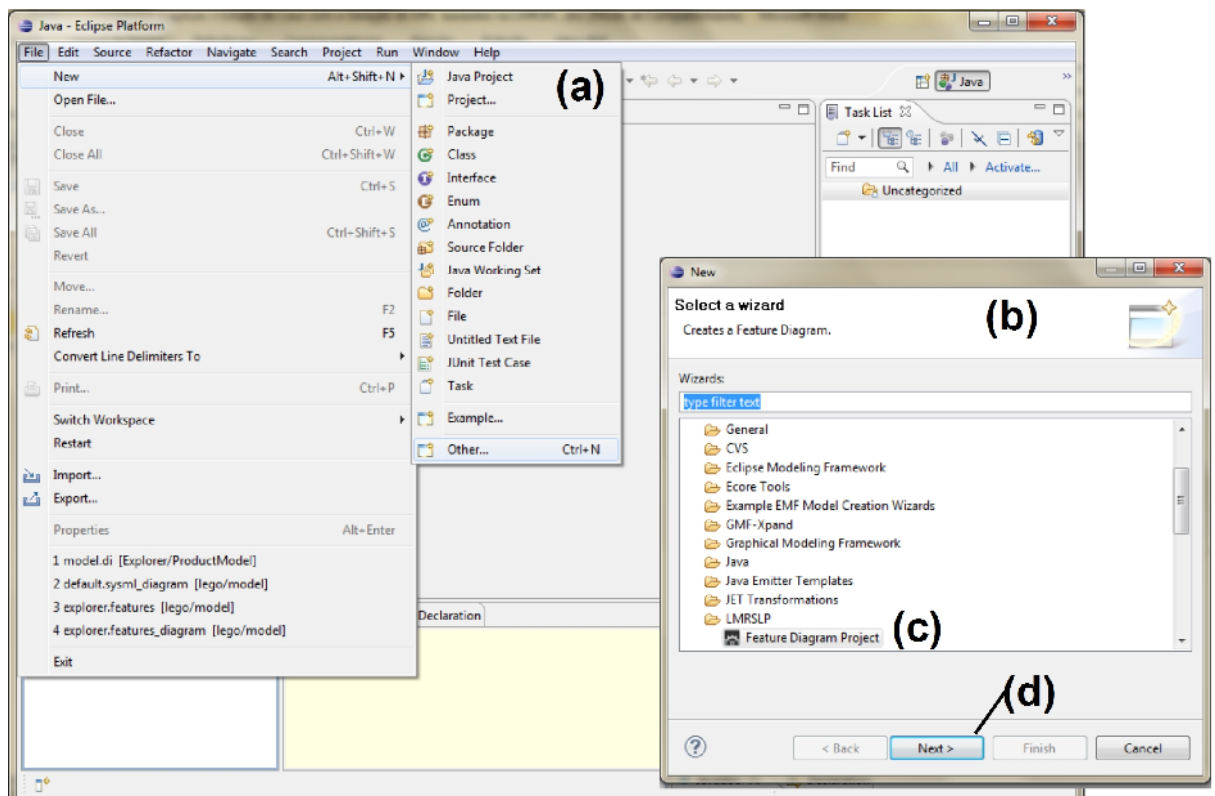 Java - Eclipse Platform
File Edit Source Refactor Navigate Search Project Run Window Help
New Alt+Shift+N
Open File...
Close Ctrl+W
Close All Ctrl+Shift+W
Save Ctrl+S
Save As...
Save All Ctrl+Shift+S
Revert
Move...
Rename... F2
Refresh F5
Convert Line Delimiters To
Print... Ctrl+P
Switch Workspace
Restart
Import...
Export...
Properties Alt+Enter
1 model.di [Explorer/ProductModel]
2 default.sysml_diagram [lego/model]
3 explorer.features [lego/model]
4 explorer.features_diagram [lego/model]
Exit
(a)
Java Project
Project...
Package
Class
Interface
Enum
Annotation
Source Folder
Java Working Set
Folder
File
Untitled Text File
JUnit Test Case
Task
Example...
Other... Ctrl+N
Java
Task List
Find All Activate...
Uncategorized
Declaration
New
Select a wizard
(b)
Creates a Feature Diagram.
Wizards:
type filter text
General
CVS
Eclipse Modeling Framework
Ecore Tools
Example EMF Model Creation Wizards
GMF-Xpand
Graphical Modeling Framework
Java
Java Emitter Templates
JET Transformations
LMRSLP
Feature Diagram Project (c)
(d)
< Back Next > Finish Cancel